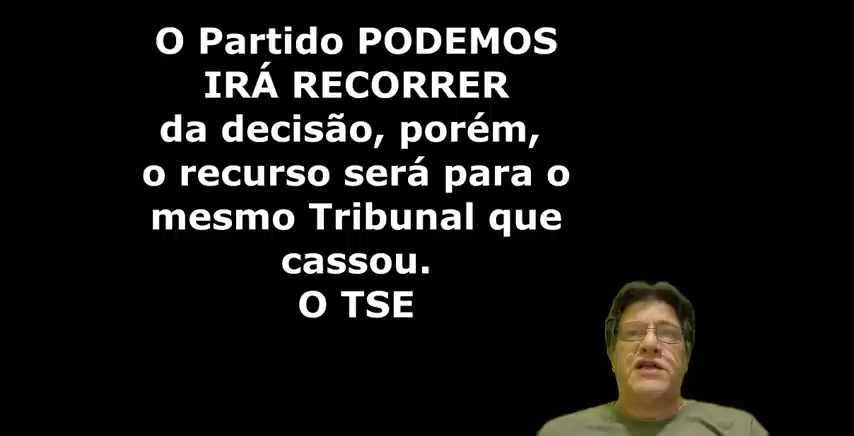 O Partido PODEMOS
IRÁ RECORRER
da decisão, porém,
o recurso será para o
mesmo Tribunal que
cassou.
O TSE